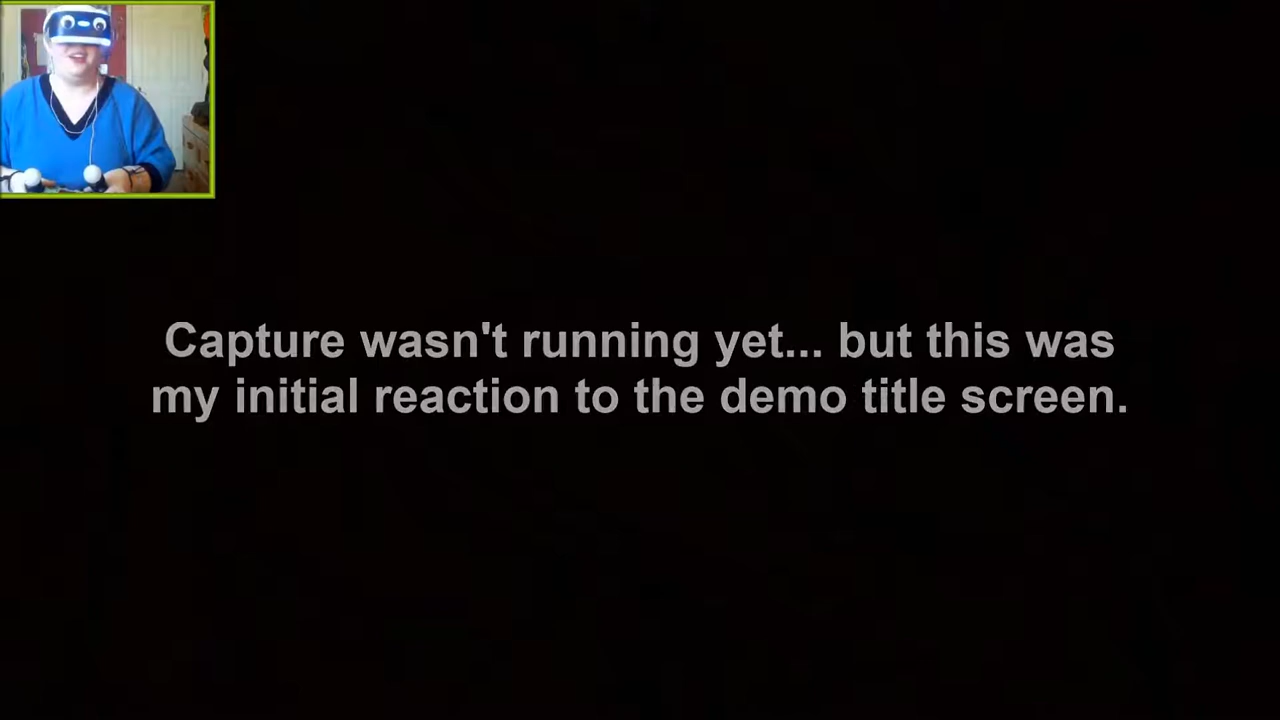 Capture wasn't running yet... but this was
my initial reaction to the demo title screen.